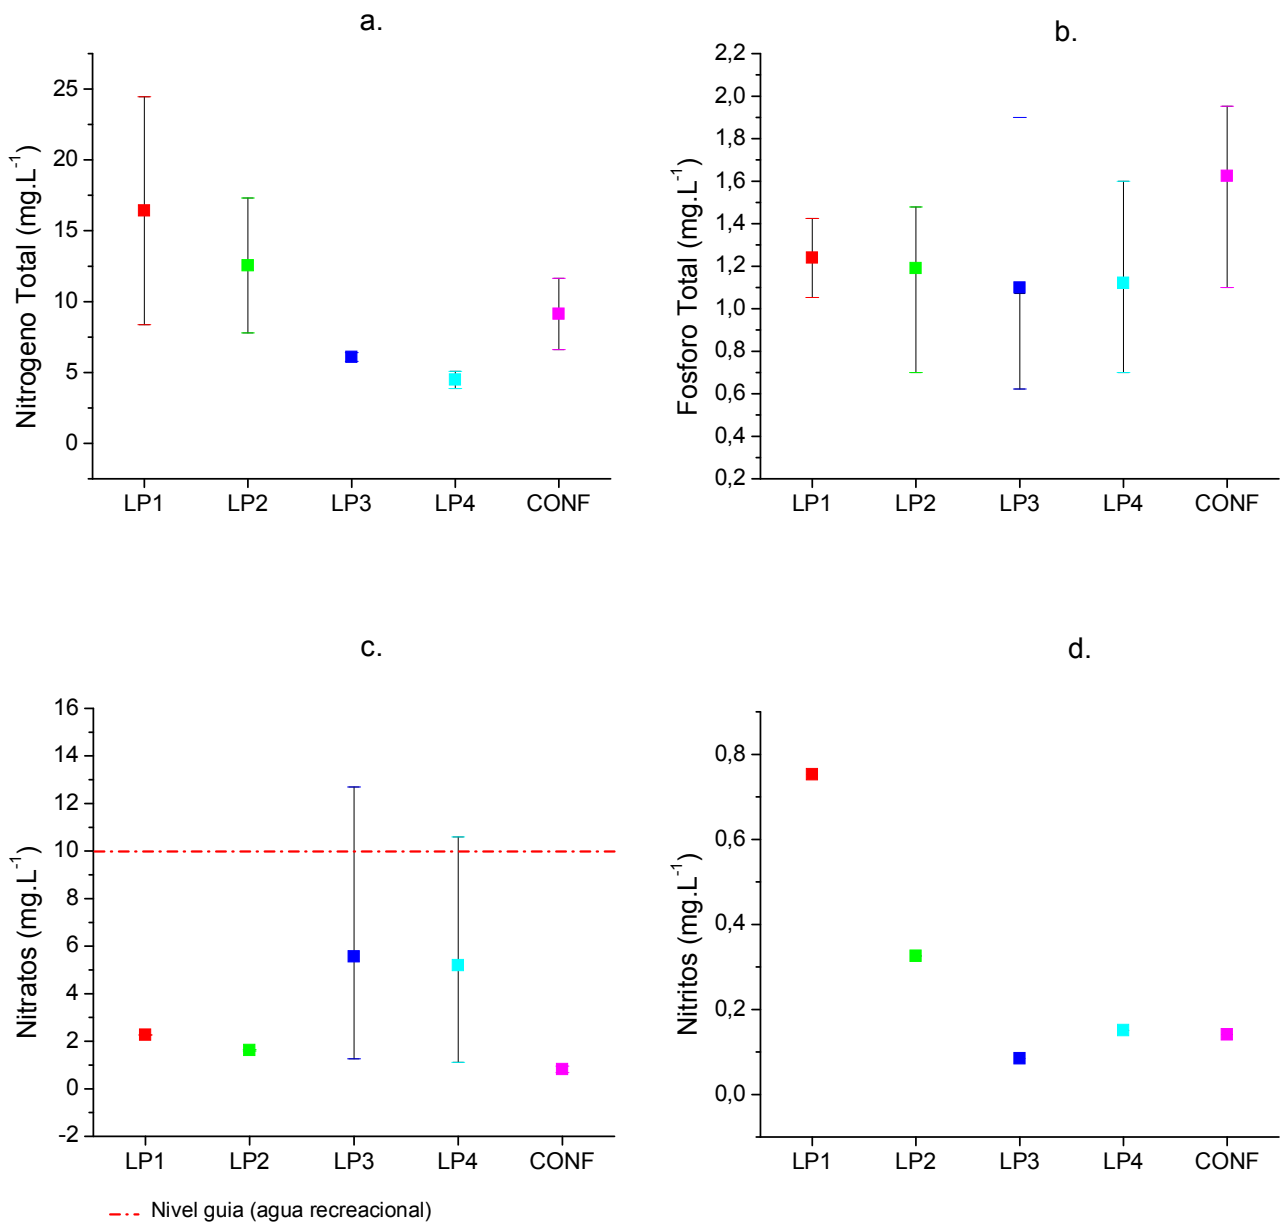 a.
Nitrogeno Total (mg.L⁻¹)
25
20
15
10
5
0
LP1 LP2 LP3 LP4 CONF
b.
Fosforo Total (mg.L⁻¹)
2,2
2,0
1,8
1,6
1,4
1,2
1,0
0,8
0,6
0,4
0,2
LP1 LP2 LP3 LP4 CONF
c.
Nitratos (mg.L⁻¹)
16
14
12
10
8
6
4
2
0
-2
LP1 LP2 LP3 LP4 CONF
Nivel guia (agua recreacional)
d.
Nitritos (mg.L⁻¹)
0,8
0,6
0,4
0,2
0,0
LP1 LP2 LP3 LP4 CONF